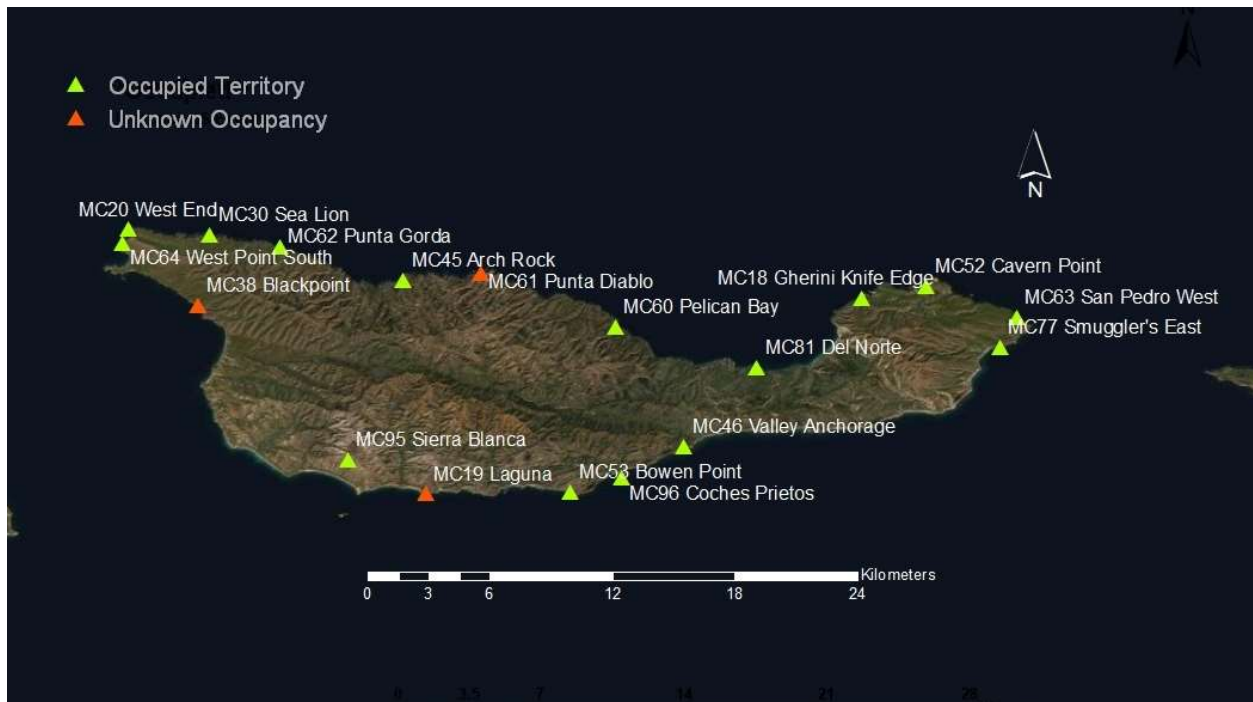 N
Occupied Territory
Unknown Occupancy
N
MC20 West End
MC30 Sea Lion
MC62 Punta Gorda
MC64 West Point South
MC45 Arch Rock
MC61 Punta Diablo
MC38 Blackpoint
MC60 Pelican Bay
MC18 Gherini Knife Edge
MC52 Cavern Point
MC63 San Pedro West
MC77 Smuggler's East
MC81 Del Norte
MC46 Valley Anchorage
MC95 Sierra Blanca
MC19 Laguna
MC53 Bowen Point
MC96 Coches Prietos
Kilometers
0 3 6 12 18 24
0 3.5 7 14 21 28